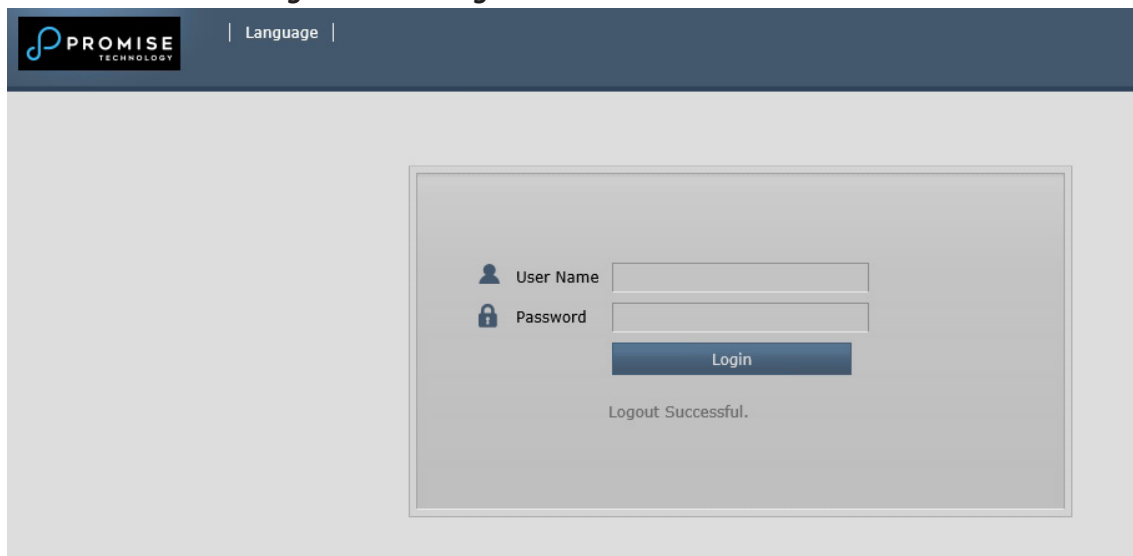 PROMISE
TECHNOLOGY
| Language |
User Name
Password
Login
Logout Successful.